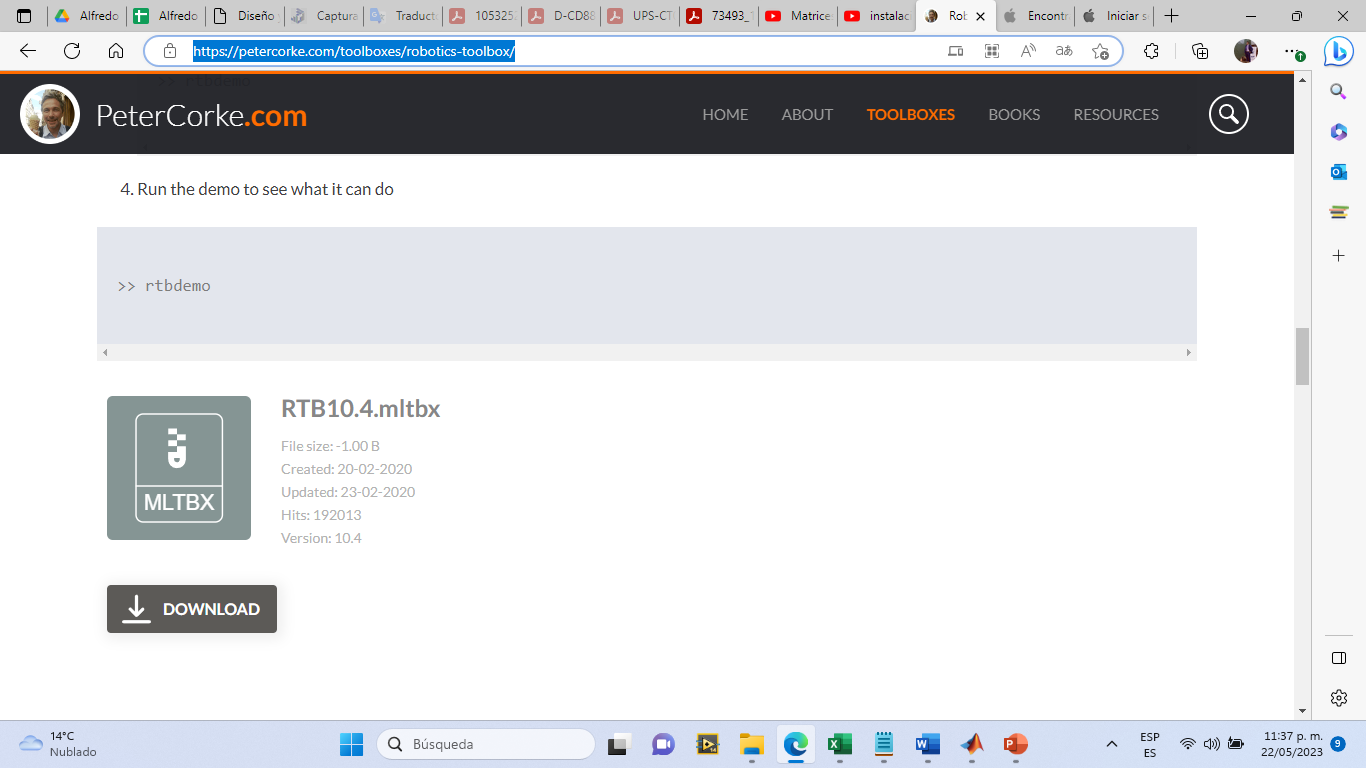 Alfredo
Alfredo
Diseño y
Captura
Traducto
105325.
D-CD88
UPS-CT
73493_1
Matrice
instalac
Rob
Encontr
Iniciar s
https://petercorke.com/toolboxes/robotics-toolbox/
>> rtbdemo
PeterCorke.com
HOME
ABOUT
TOOLBOXES
BOOKS
RESOURCES
4. Run the demo to see what it can do
>> rtbdemo
MLTBX
RTB10.4.mltbx
File size: -1.00 B
Created: 20-02-2020
Updated: 23-02-2020
Hits: 192013
Version: 10.4
DOWNLOAD
14°C
Nublado
Búsqueda
ESP
ES
11:37 p. m.
22/05/2023
9